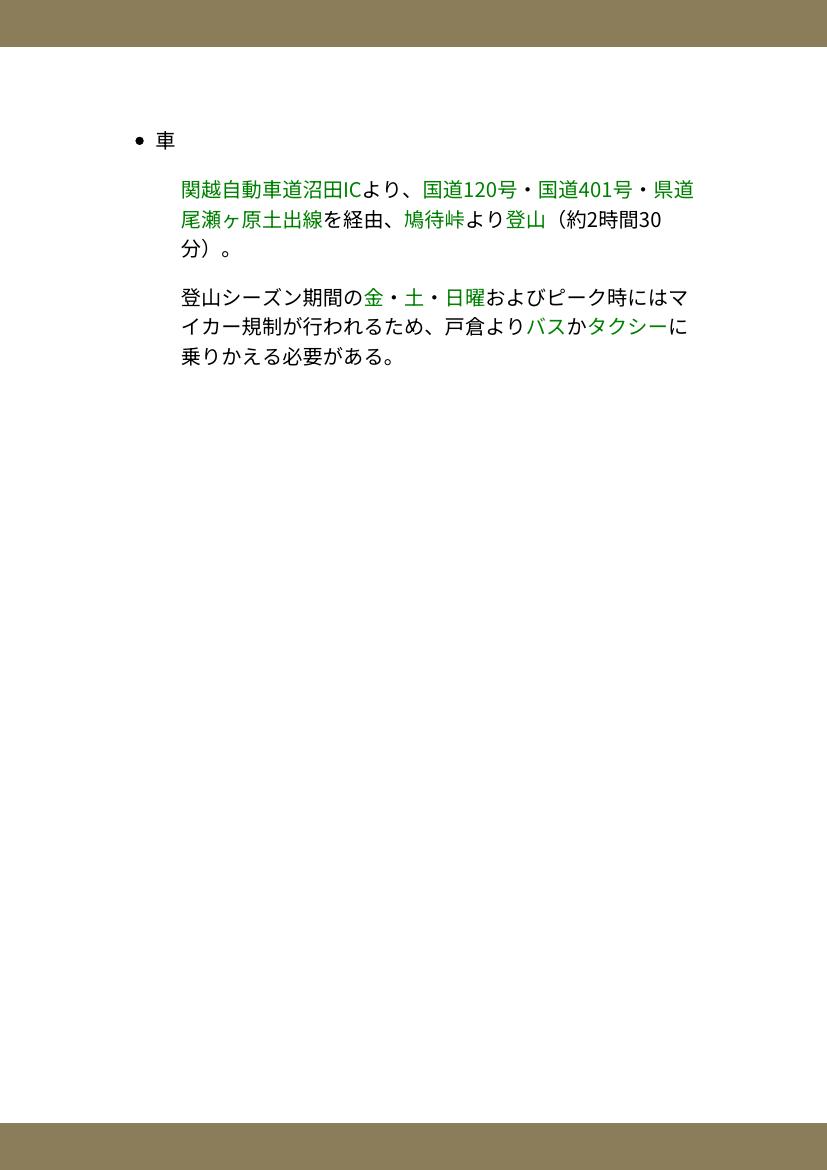 ● 車
関越自動車道沼田ICより、国道120号・国道401号・県道
尾瀬ヶ原土出線を経由、鳩待峠より登山（約2時間30
分）。
登山シーズン期間の金・土・日曜およびピーク時にはマ
イカー規制が行われるため、戸倉よりバスかタクシーに
乗りかえる必要がある。